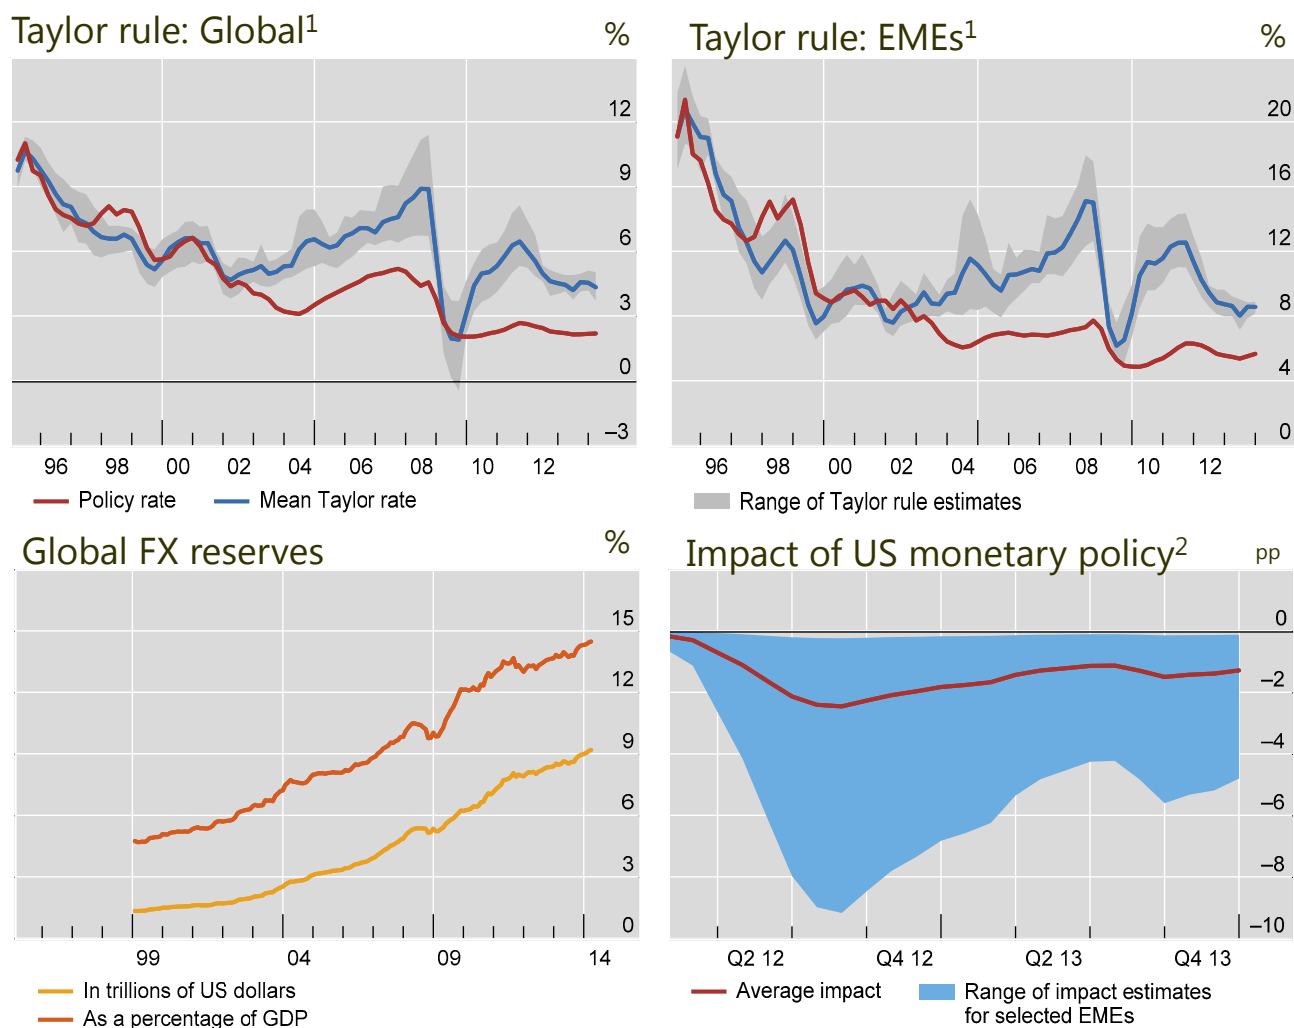 Taylor rule: Global¹
%
12
9
6
3
0
–3
96 98 00 02 04 06 08 10 12
Policy rate Mean Taylor rate
Taylor rule: EMEs¹
%
20
16
12
8
4
0
96 98 00 02 04 06 08 10 12
Range of Taylor rule estimates
Global FX reserves
%
15
12
9
6
3
0
99 04 09 14
In trillions of US dollars
As a percentage of GDP
Impact of US monetary policy²
pp
0
–2
–4
–6
–8
–10
Q2 12 Q4 12 Q2 13 Q4 13
Average impact Range of impact estimates
for selected EMEs